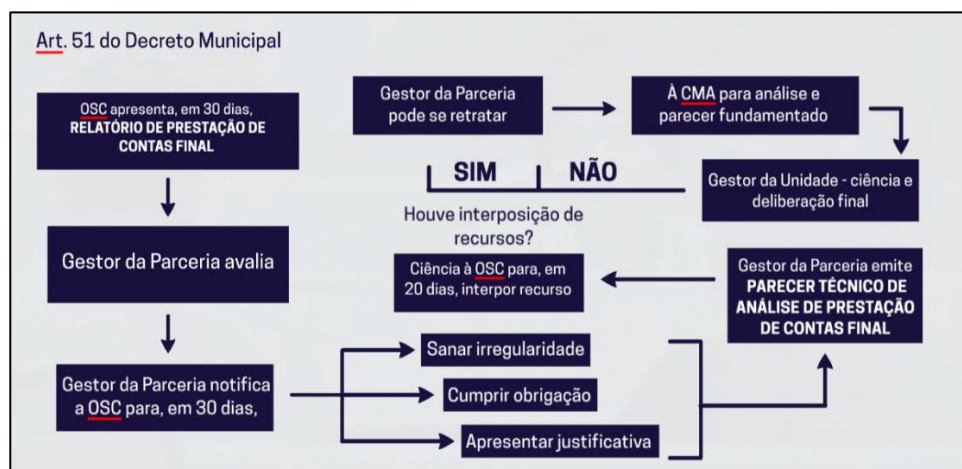 Art. 51 do Decreto Municipal
OSC apresenta, em 30 dias,
RELATÓRIO DE PRESTAÇÃO DE
CONTAS FINAL
Gestor da Parceria avalia
Gestor da Parceria notifica
a OSC para, em 30 dias,
Sanar irregularidade
Cumprir obrigação
Apresentar justificativa
Gestor da Parceria emite
PARECER TÉCNICO DE
ANÁLISE DE PRESTAÇÃO
DE CONTAS FINAL
Ciência à OSC para, em
20 dias, interpor recurso
Houve interposição de
recursos?
SIM
NÃO
Gestor da Parceria
pode se retratar
À CMA para análise e
parecer fundamentado
Gestor da Unidade - ciência e
deliberação final